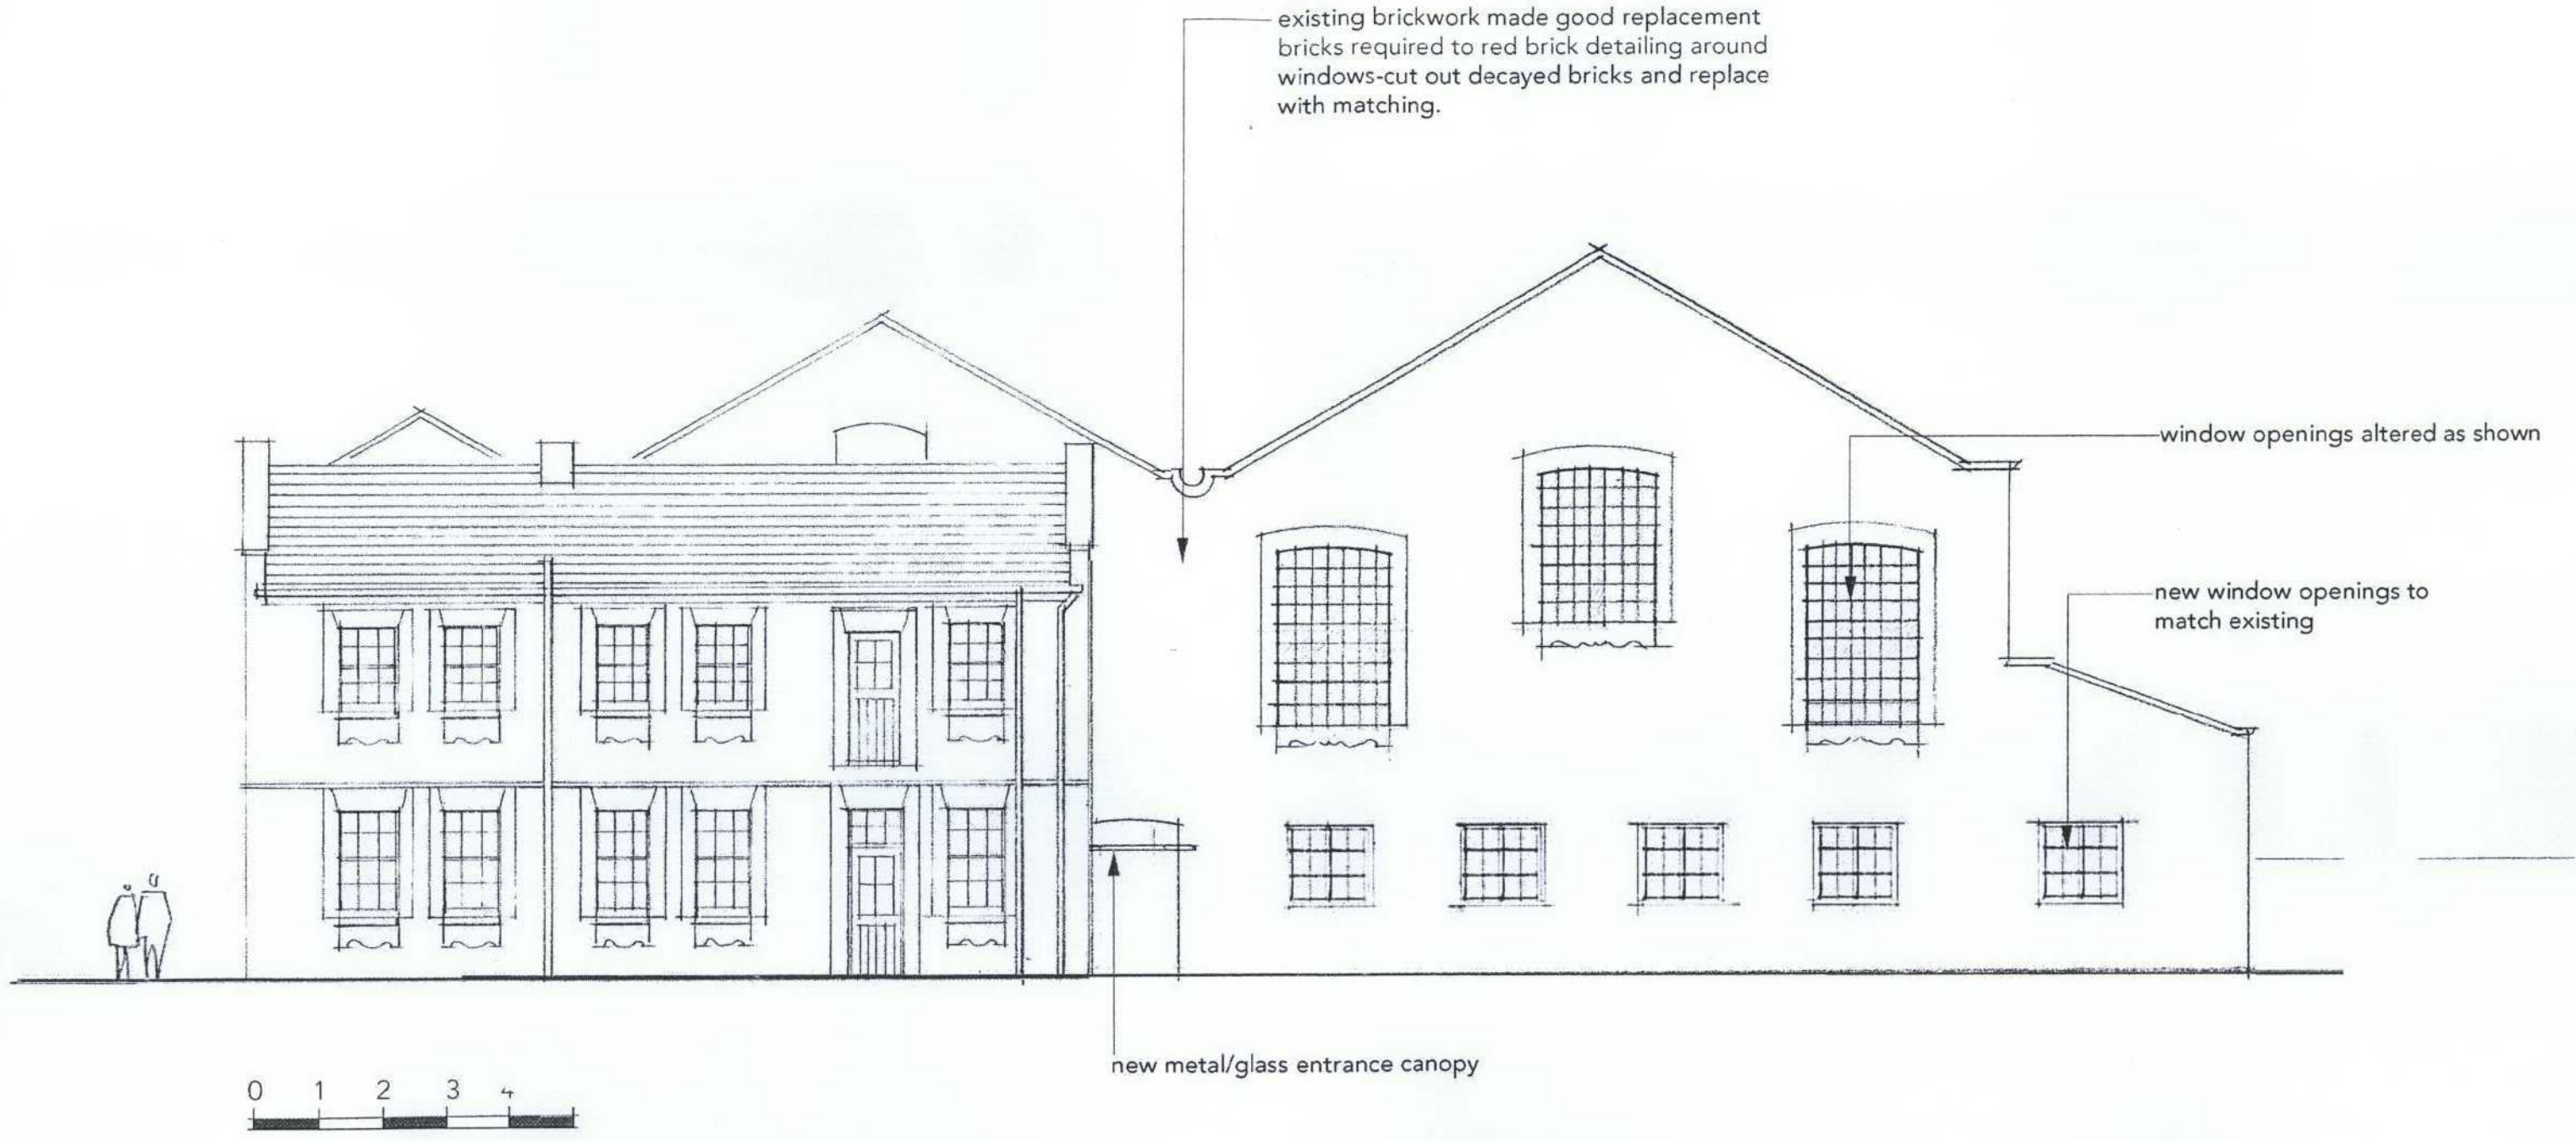 existing brickwork made good replacement
bricks required to red brick detailing around
windows-cut out decayed bricks and replace
with matching.
window openings altered as shown
new window openings to
match existing
new metal/glass entrance canopy
0 1 2 3 4